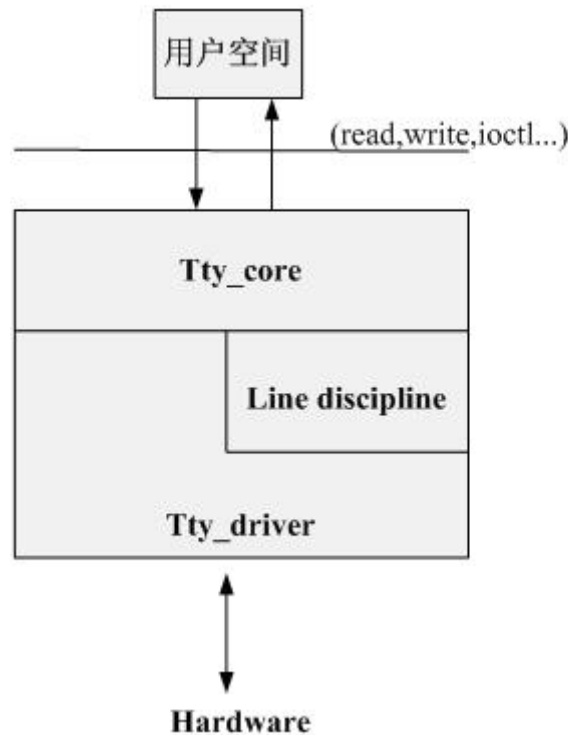 用户空间
(read,write,ioctl...)
Tty_core
Line discipline
Tty_driver
Hardware